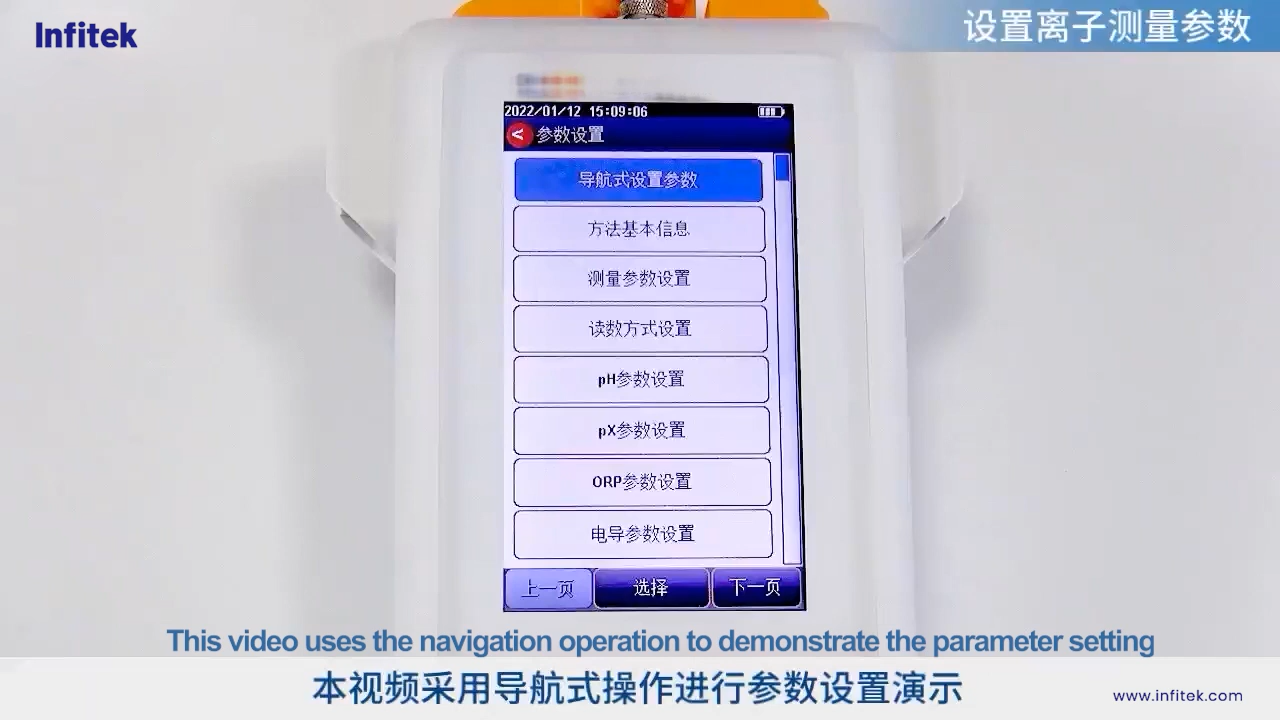 Infitek
设置离子测量参数
2022/01/12 15:09:06
<
参数设置
导航式设置参数
方法基本信息
测量参数设置
读数方式设置
pH参数设置
pX参数设置
ORP参数设置
电导参数设置
上一页 选择 下一页
This video uses the navigation operation to demonstrate the parameter setting
本视频采用导航式操作进行参数设置演示
www.infitek.com